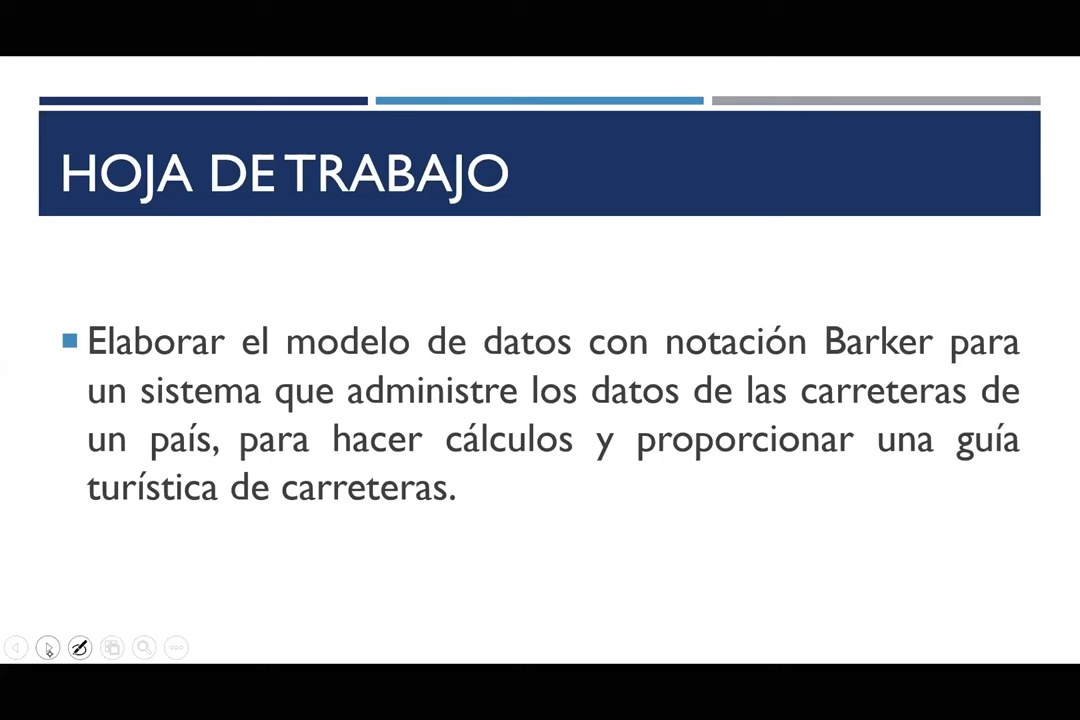 HOJA DE TRABAJO
Elaborar el modelo de datos con notación Barker para
un sistema que administre los datos de las carreteras de
un país, para hacer cálculos y proporcionar una guía
turística de carreteras.